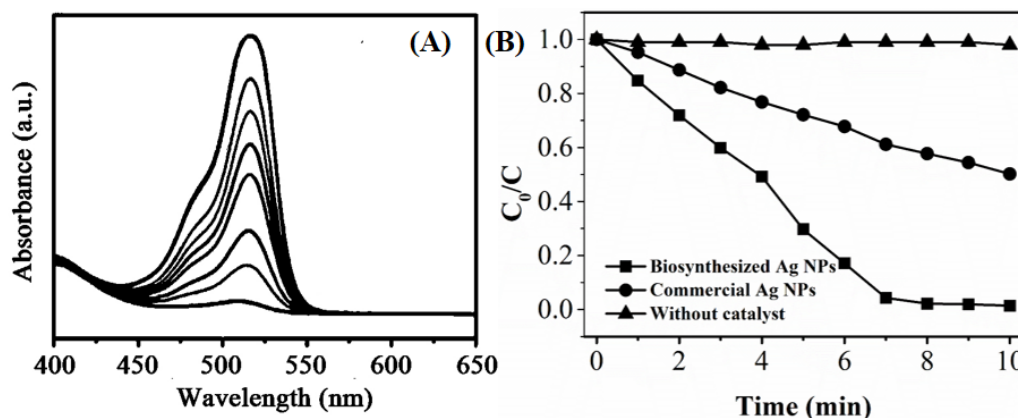 (A)
Absorbance (a.u.)
400 450 500 550 600 650
Wavelength (nm)
(B)
C₀/C
1.0
0.8
0.6
0.4
0.2
0.0
Biosynthesized Ag NPs
Commercial Ag NPs
Without catalyst
0 2 4 6 8 10
Time (min)